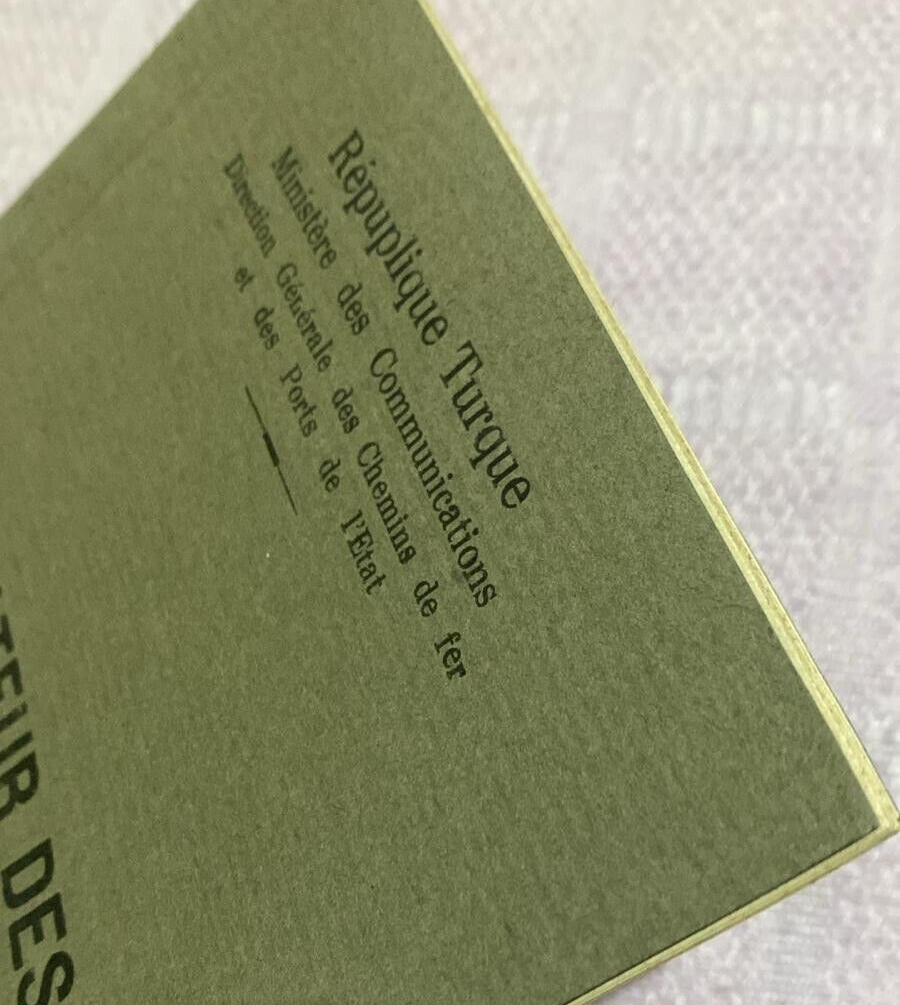 Répuplique Turque
Ministère des Communications
Direction Générale des Chemins de fer
et des Ports de l'Etat
DES